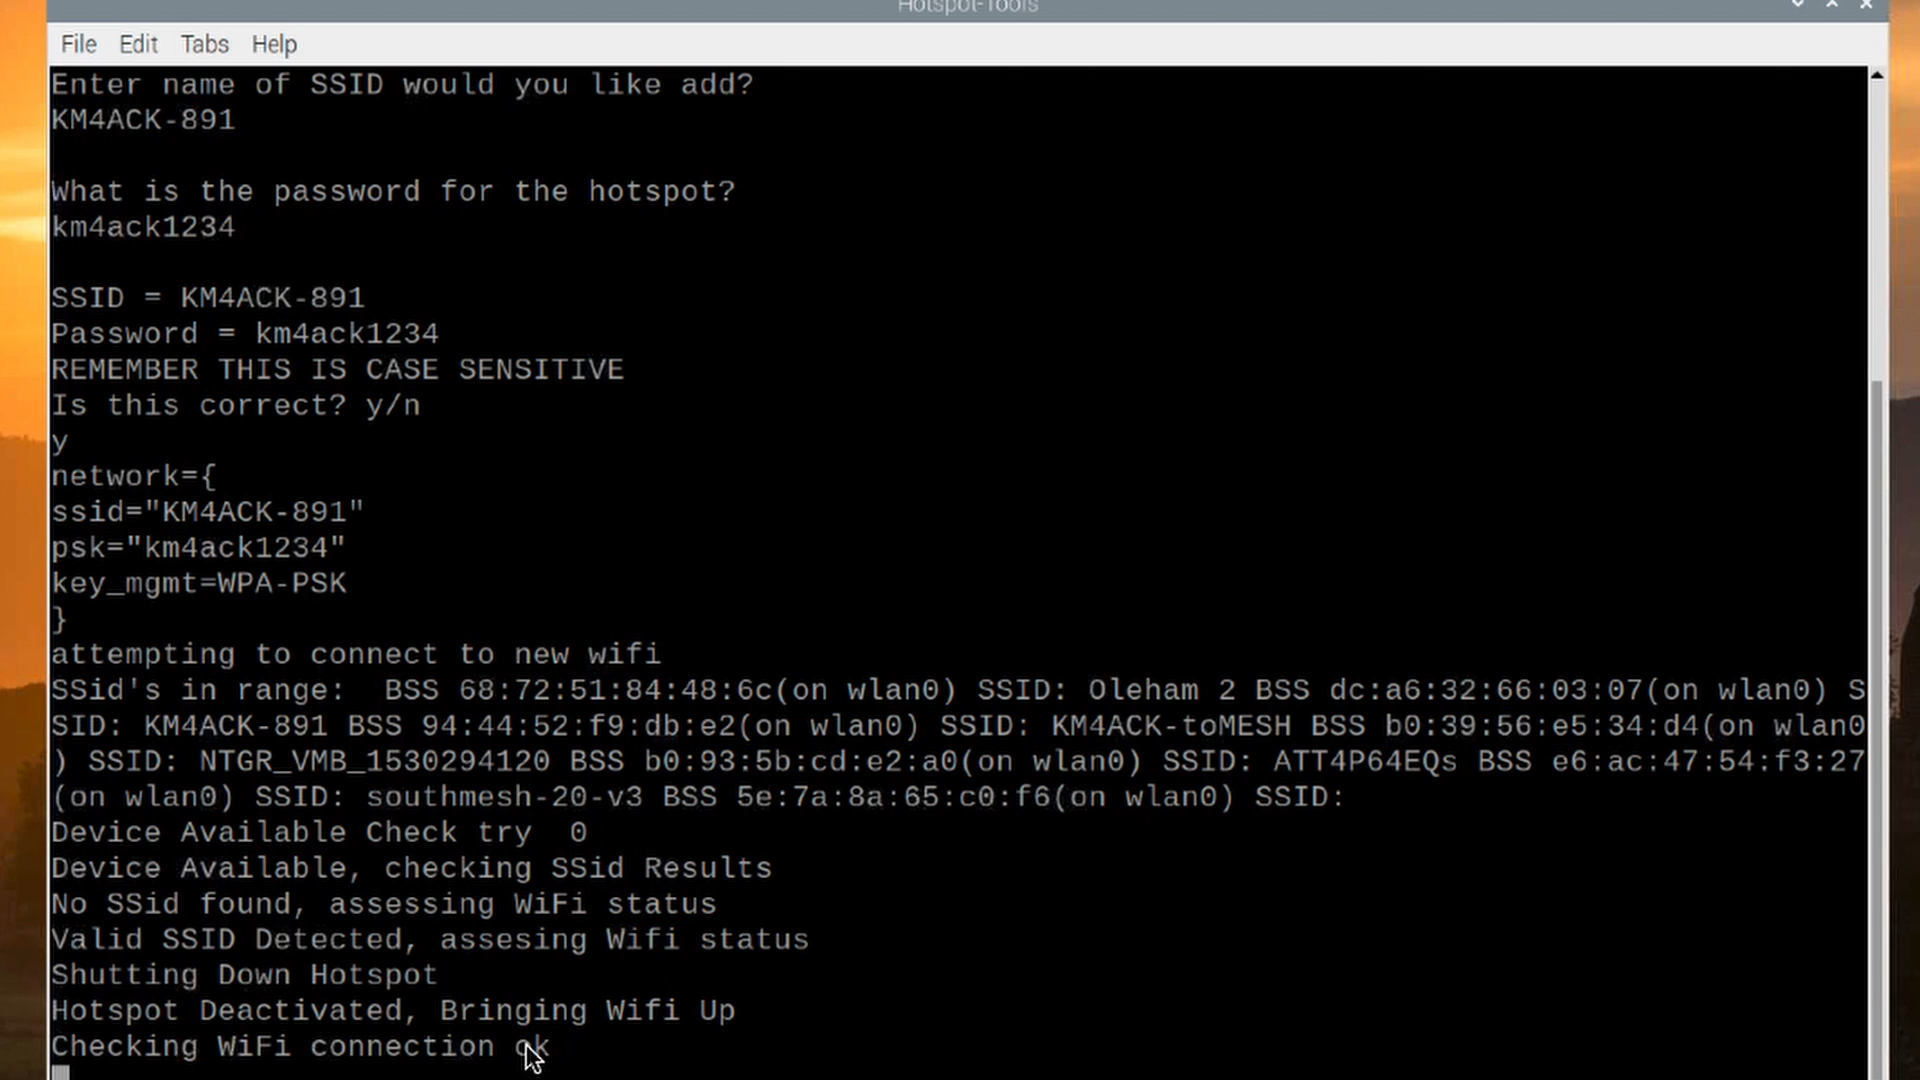 Hotspot-Tools
File Edit Tabs Help
Enter name of SSID would you like add?
KM4ACK-891
What is the password for the hotspot?
km4ack1234
SSID = KM4ACK-891
Password = km4ack1234
REMEMBER THIS IS CASE SENSITIVE
Is this correct? y/n
y
network={
ssid="KM4ACK-891"
psk="km4ack1234"
key_mgmt=WPA-PSK
}
attempting to connect to new wifi
SSid's in range:  BSS 68:72:51:84:48:6c(on wlan0) SSID: Oleham 2 BSS dc:a6:32:66:03:07(on wlan0) S
SID: KM4ACK-891 BSS 94:44:52:f9:db:e2(on wlan0) SSID: KM4ACK-toMESH BSS b0:39:56:e5:34:d4(on wlan0
) SSID: NTGR_VMB_1530294120 BSS b0:93:5b:cd:e2:a0(on wlan0) SSID: ATT4P64EQs BSS e6:ac:47:54:f3:27
(on wlan0) SSID: southmesh-20-v3 BSS 5e:7a:8a:65:c0:f6(on wlan0) SSID:
Device Available Check try  0
Device Available, checking SSid Results
No SSid found, assessing WiFi status
Valid SSID Detected, assesing Wifi status
Shutting Down Hotspot
Hotspot Deactivated, Bringing Wifi Up
Checking WiFi connection ok